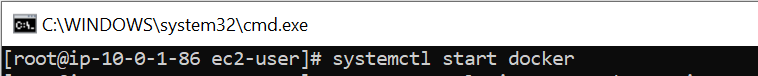 C:\WINDOWS\system32\cmd.exe
[root@ip-10-0-1-86 ec2-user]# systemctl start docker